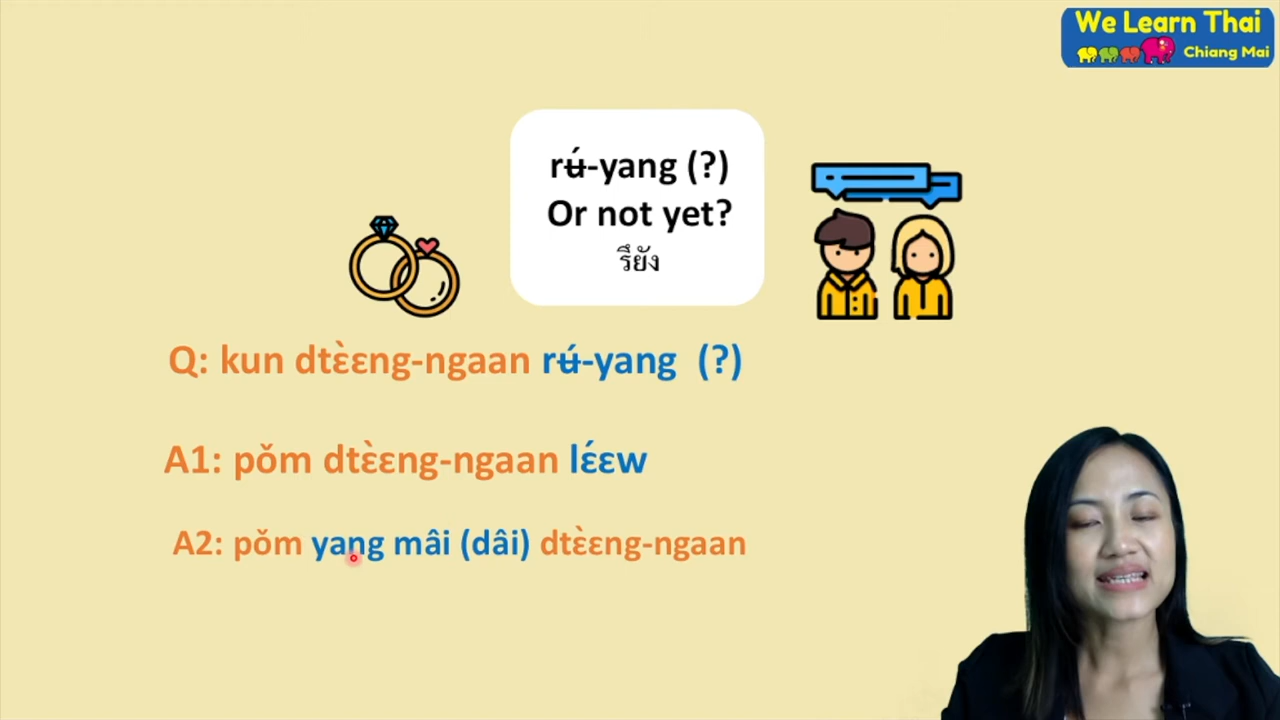 We Learn Thai
Chiang Mai
rʉ́-yang (?)
Or not yet?
รึยัง
Q: kun dtɛ̀ɛng-ngaan rʉ́-yang (?)
A1: pǒm dtɛ̀ɛng-ngaan lɛ́ɛw
A2: pǒm yang mâi (dâi) dtɛ̀ɛng-ngaan